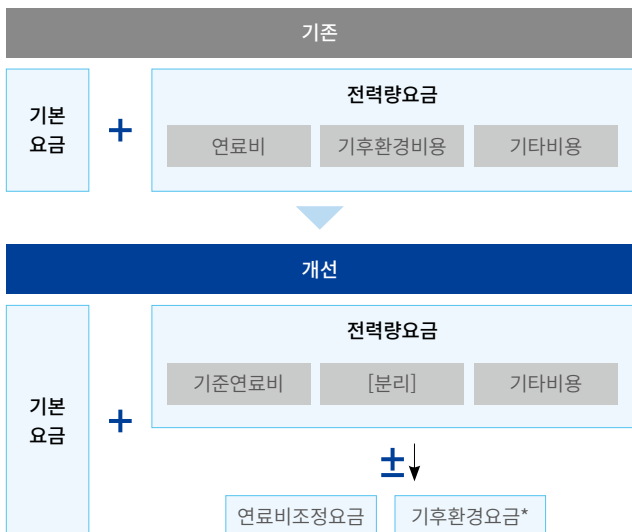 기존
기본
요금
+
전력량요금
연료비
기후환경비용
기타비용
개선
기본
요금
+
전력량요금
기준연료비
[분리]
기타비용
±
연료비조정요금
기후환경요금*